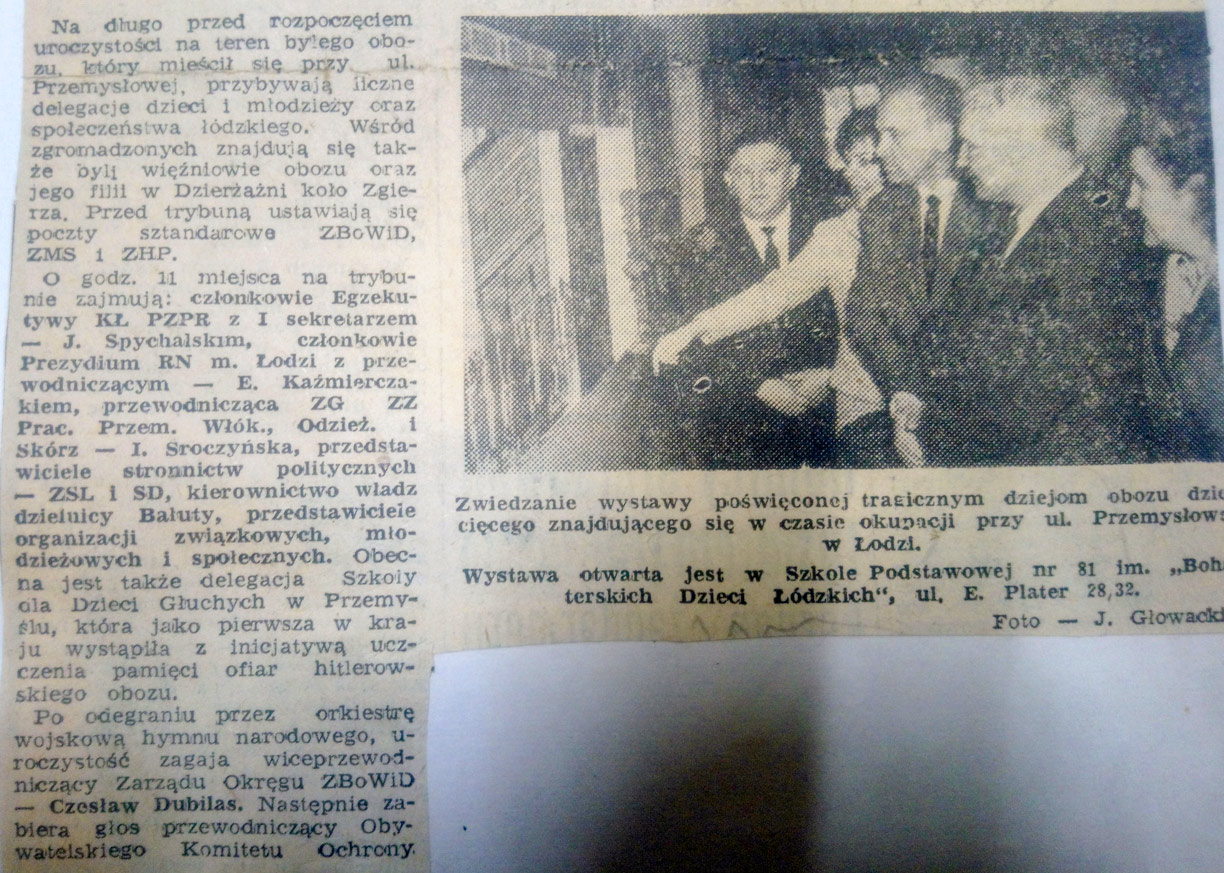 Na długo przed rozpoczęciem
uroczystości na teren byłego obo-
zu, który mieścił się przy ul.
Przemysłowej, przybywają liczne
delegacje dzieci i młodzieży oraz
społeczeństwa łódzkiego. Wśród
zgromadzonych znajdują się tak-
że byli więźniowie obozu oraz
jego filii w Dzierżażni koło Zgie-
rza. Przed trybuną ustawiają się
poczty sztandarowe ZBoWiD,
ZMS i ZHP.
O godz. 11 miejsca na trybu-
nie zajmują: członkowie Egzeku-
tywy KŁ PZPR z I sekretarzem
— J. Spychalskim, członkowie
Prezydium RN m. Łodzi z prze-
wodniczącym — E. Kaźmiercza-
kiem, przewodnicząca ZG ZZ
Prac. Przem. Włók., Odzież. i
Skórz — I. Sroczyńska, przedsta-
wiciele stronnictw politycznych
— ZSL i SD, kierownictwo władz
dzielnicy Bałuty, przedstawiciele
organizacji związkowych, mło-
dzieżowych i społecznych. Obec-
na jest także delegacja Szkoły
dla Dzieci Głuchych w Przemy-
ślu, która jako pierwsza w kra-
ju wystąpiła z inicjatywą ucz-
czenia pamięci ofiar hitlerow-
skiego obozu.
Po odegraniu przez orkiestrę
wojskową hymnu narodowego, u-
roczystość zagaja wiceprzewod-
niczący Zarządu Okręgu ZBoWiD
— Czesław Dubilas. Następnie za-
biera głos przewodniczący Oby-
watelskiego Komitetu Ochrony
Zwiedzanie wystawy poświęconej tragicznym dziejom obozu dzie
cięcego znajdującego się w czasie okupacji przy ul. Przemysłow
w Łodzi.
Wystawa otwarta jest w Szkole Podstawowej nr 81 im. „Boha
terskich Dzieci Łódzkich“, ul. E. Plater 28/32.
Foto — J. Głowack